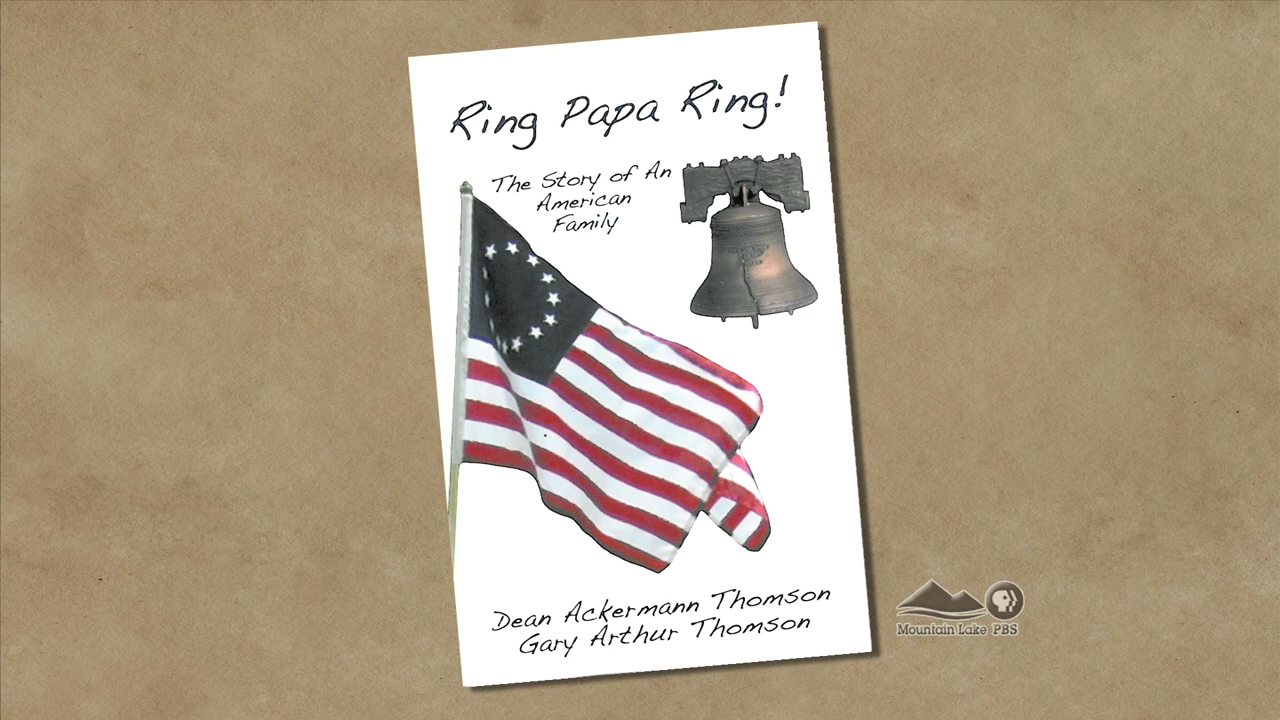 Ring Papa Ring!
The Story of An
American
Family
Dean Ackermann Thomson
Gary Arthur Thomson
Mountain Lake PBS